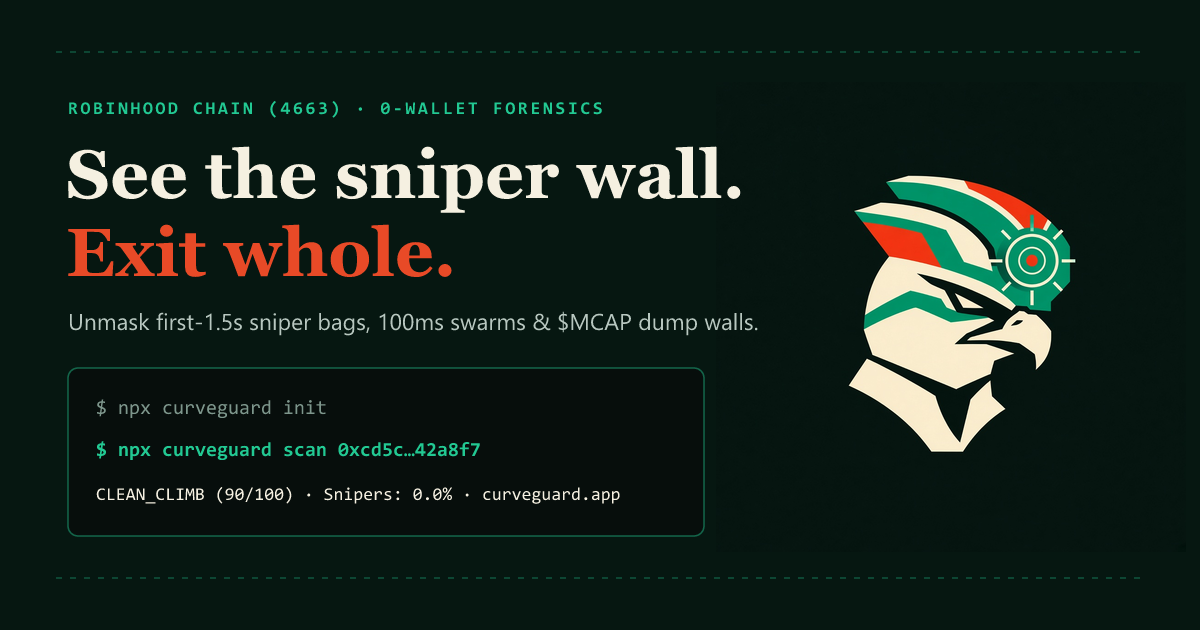 ROBINHOOD CHAIN (4663) · 0-WALLET FORENSICS
See the sniper wall.
Exit whole.
Unmask first-1.5s sniper bags, 100ms swarms & $MCAP dump walls.
$ npx curveguard init
$ npx curveguard scan 0xcd5c…42a8f7
CLEAN_CLIMB (90/100) · Snipers: 0.0% · curveguard.app